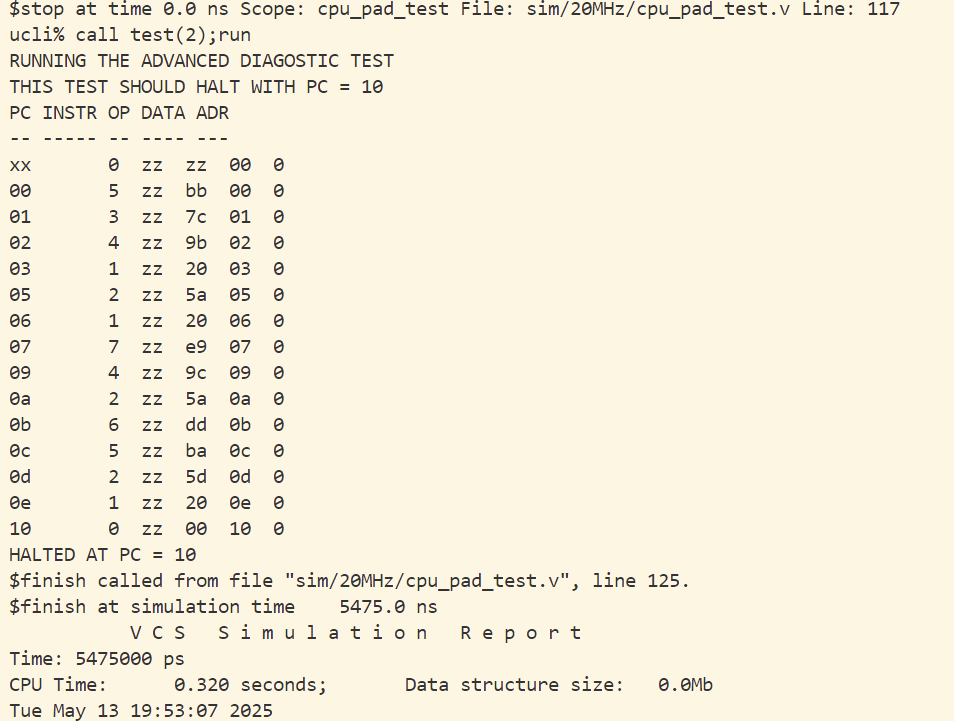 $stop at time 0.0 ns Scope: cpu_pad_test File: sim/20MHz/cpu_pad_test.v Line: 117
ucli% call test(2);run
RUNNING THE ADVANCED DIAGOSTIC TEST
THIS TEST SHOULD HALT WITH PC = 10
PC INSTR OP DATA ADR
-- ----- -- ---- ---
xx       0  zz  zz  00  0
00       5  zz  bb  00  0
01       3  zz  7c  01  0
02       4  zz  9b  02  0
03       1  zz  20  03  0
05       2  zz  5a  05  0
06       1  zz  20  06  0
07       7  zz  e9  07  0
09       4  zz  9c  09  0
0a       2  zz  5a  0a  0
0b       6  zz  dd  0b  0
0c       5  zz  ba  0c  0
0d       2  zz  5d  0d  0
0e       1  zz  20  0e  0
10       0  zz  00  10  0
HALTED AT PC = 10
$finish called from file "sim/20MHz/cpu_pad_test.v", line 125.
$finish at simulation time    5475.0 ns
           V C S   S i m u l a t i o n   R e p o r t
Time: 5475000 ps
CPU Time:      0.320 seconds;       Data structure size:   0.0Mb
Tue May 13 19:53:07 2025